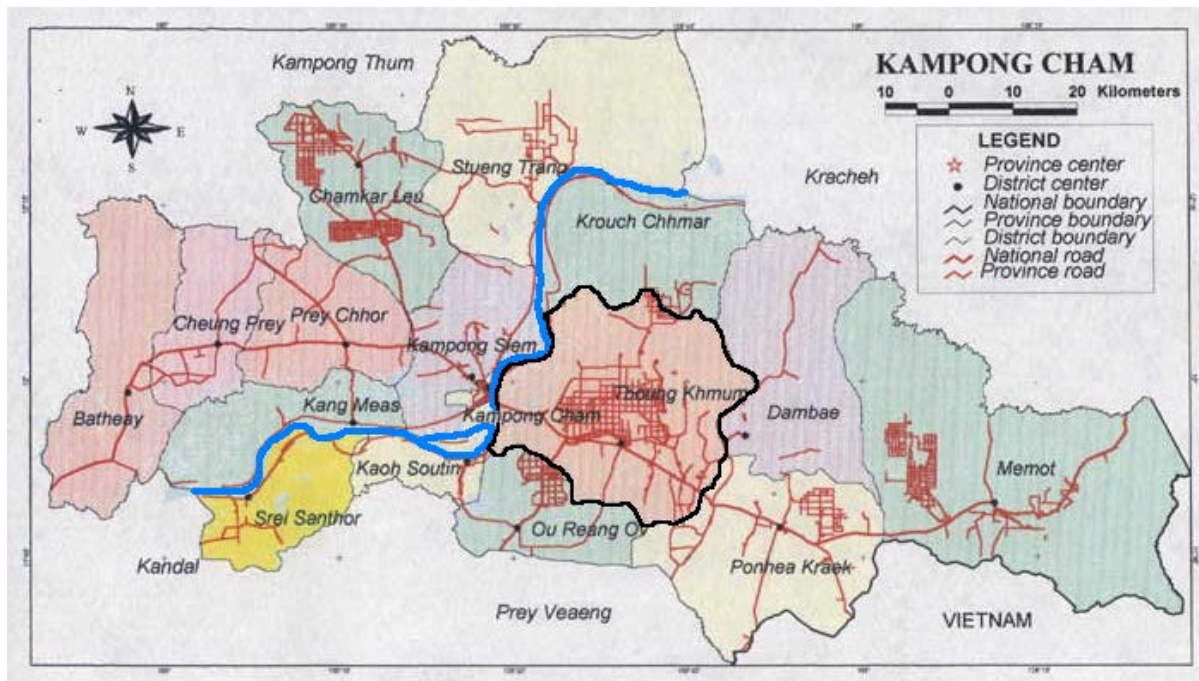 Kampong Thum
KAMPONG CHAM
10 0 10 20 Kilometers
N
W E
S
LEGEND
Province center
District center
National boundary
Province boundary
District boundary
National road
Province road
Stueng Trang
Kracheh
Chamkar Leu
Krouch Chhmar
Cheung Prey
Prey Chhor
Kampong Siem
Batheay
Kang Meas
Kampong Cham
Tboung Khmum
Dambae
Kaoh Soutin
Memot
Srei Santhor
Ou Reang Ov
Kandal
Ponhea Kraek
Prey Veaeng
VIETNAM